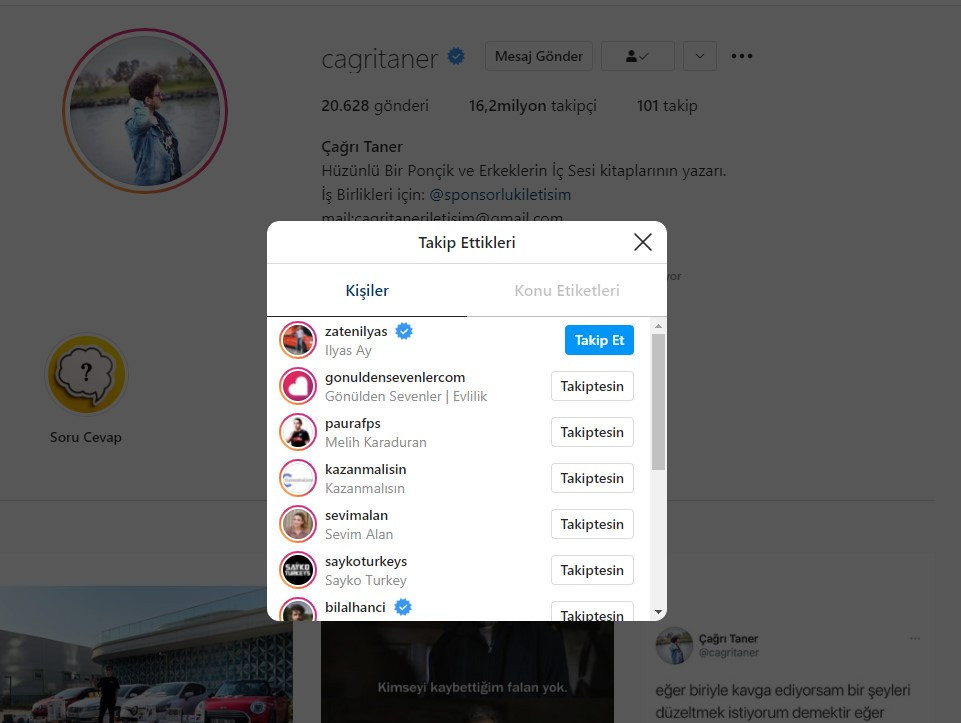 cagritaner Mesaj Gönder
20.628 gönderi 16,2milyon takipçi 101 takip
Çağrı Taner
Hüzünlü Bir Ponçik ve Erkeklerin İç Sesi kitaplarının yazarı.
İş Birlikleri için: @sponsorlukiletisim
mail:cagritaneriletisim@gmail.com
Takip Ettikleri
yor
Kişiler Konu Etiketleri
zatenilyas
Ilyas Ay
Takip Et
gonuldensevenlercom
Gönülden Sevenler | Evlilik
Takiptesin
paurafps
Melih Karaduran
Takiptesin
kazanmalisin
Kazanmalısın
Takiptesin
sevimalan
Sevim Alan
Takiptesin
saykoturkeys
Sayko Turkey
Takiptesin
SAYKO
TURKEYS
bilalhanci
Takiptesin
?
Soru Cevap
Kimseyi kaybettiğim falan yok.
Çağrı Taner
@cagritaner
eğer biriyle kavga ediyorsam bir şeyleri
düzeltmek istiyorum demektir eğer